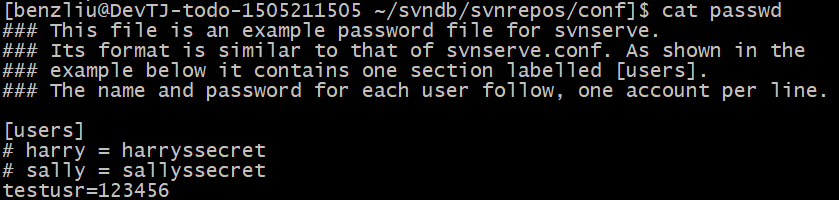 [benzliu@DevTJ-todo-1505211505 ~/svndb/svnrepos/conf]$ cat passwd
### This file is an example password file for svnserve.
### Its format is similar to that of svnserve.conf. As shown in the
### example below it contains one section labelled [users].
### The name and password for each user follow, one account per line.

[users]
# harry = harryssecret
# sally = sallyssecret
testusr=123456